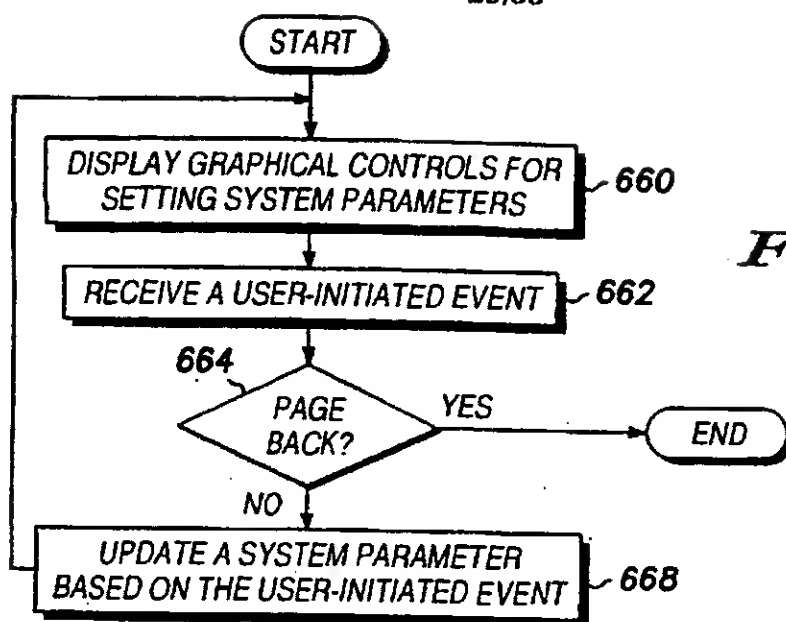 START
DISPLAY GRAPHICAL CONTROLS FOR
SETTING SYSTEM PARAMETERS
660
RECEIVE A USER-INITIATED EVENT
662
664
PAGE
BACK?
YES
END
NO
UPDATE A SYSTEM PARAMETER
BASED ON THE USER-INITIATED EVENT
668
F